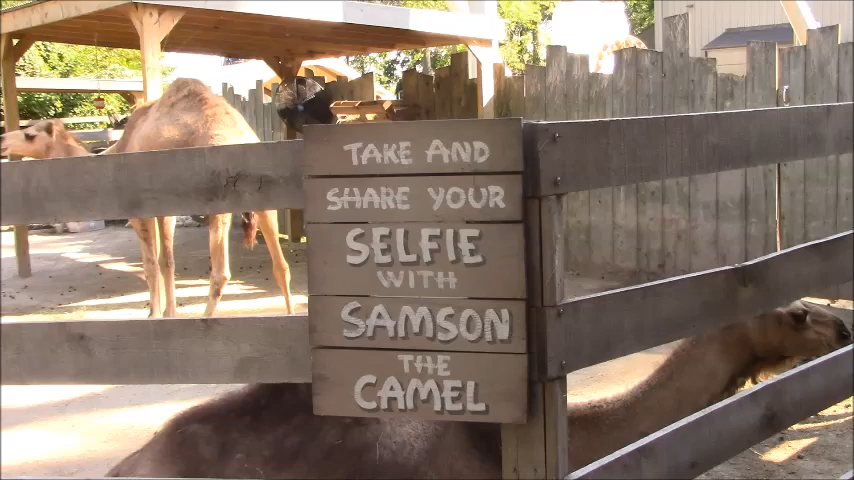 TAKE AND
SHARE YOUR
SELFIE
WITH
SAMSON
THE
CAMEL